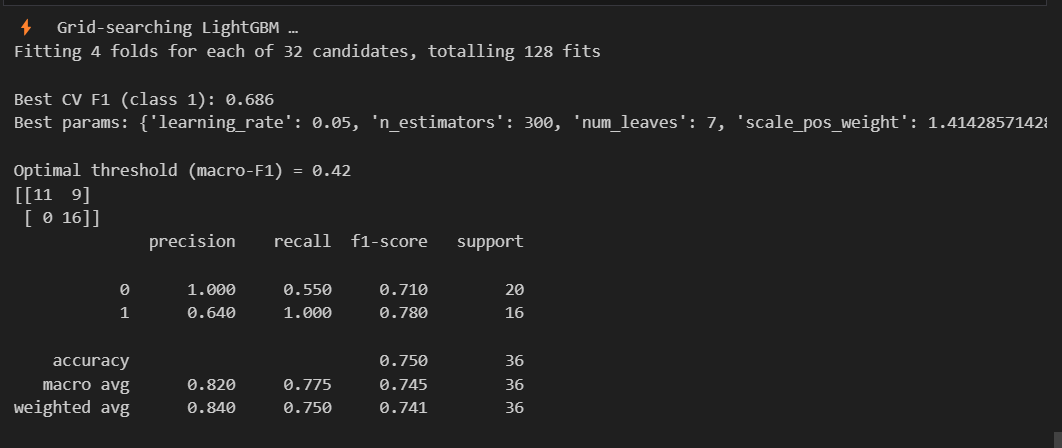 ⚡ Grid-searching LightGBM …
Fitting 4 folds for each of 32 candidates, totalling 128 fits
Best CV F1 (class 1): 0.686
Best params: {'learning_rate': 0.05, 'n_estimators': 300, 'num_leaves': 7, 'scale_pos_weight': 1.4142857142
Optimal threshold (macro-F1) = 0.42
[[11  9]
 [ 0 16]]
              precision    recall  f1-score   support
           0      1.000     0.550     0.710        20
           1      0.640     1.000     0.780        16
    accuracy                          0.750        36
   macro avg      0.820     0.775     0.745        36
weighted avg      0.840     0.750     0.741        36